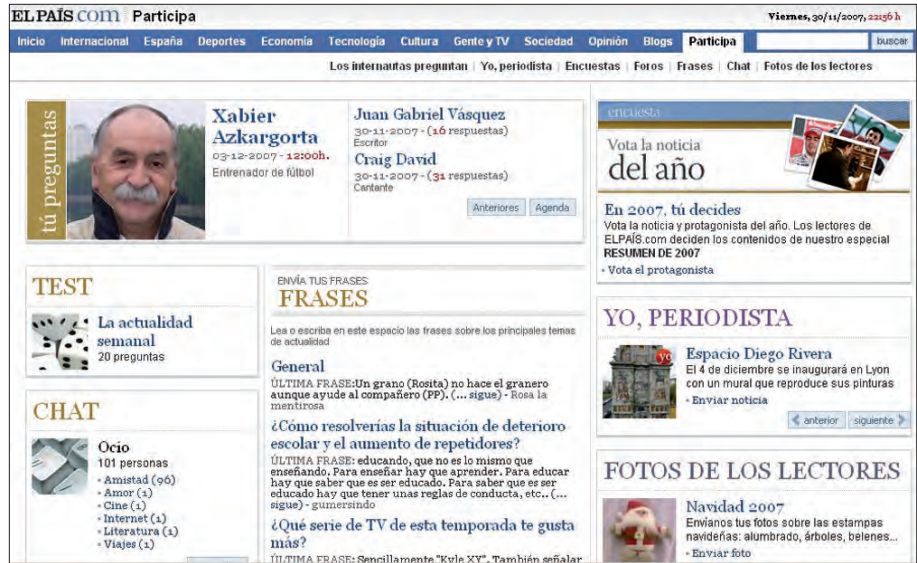 EL PAÍS.com Participa
Viernes, 30/11/2007, 22:56 h
Inicio Internacional España Deportes Economía Tecnología Cultura Gente y TV Sociedad Opinión Blogs Participa buscar
Los internautas preguntan | Yo, periodista | Encuestas | Foros | Frases | Chat | Fotos de los lectores
tú preguntas
Xabier
Azkargorta
03-12-2007 - 12:00h.
Entrenador de fútbol
Juan Gabriel Vásquez
30-11-2007 - (16 respuestas)
Escritor
Craig David
30-11-2007 - (31 respuestas)
Cantante
Anteriores Agenda
encuesta
Vota la noticia
del año
En 2007, tú decides
Vota la noticia y protagonista del año. Los lectores de
ELPAÍS.com deciden los contenidos de nuestro especial
RESUMEN DE 2007
Vota el protagonista
TEST
La actualidad
semanal
20 preguntas
CHAT
Ocio
101 personas
Amistad (96)
Amor (1)
Cine (1)
Internet (1)
Literatura (1)
Viajes (1)
ENVÍA TUS FRASES
FRASES
Lea o escriba en este espacio las frases sobre los principales temas
de actualidad
General
ÚLTIMA FRASE:Un grano (Rosita) no hace el granero
aunque ayude al compañero (PP). (... sigue) - Rosa la
mentirosa
¿Cómo resolverías la situación de deterioro
escolar y el aumento de repetidores?
ÚLTIMA FRASE: educando, que no es lo mismo que
enseñando. Para enseñar hay que aprender. Para educar
hay que saber que es ser educado. Para saber que es ser
educado hay que tener unas reglas de conducta, etc.. (...
sigue) - gumersindo
¿Qué serie de TV de esta temporada te gusta
más?
ÚLTIMA FRASE: Sencillamente "Kyle XY". También señalar
YO, PERIODISTA
yo
Espacio Diego Rivera
El 4 de diciembre se inaugurará en Lyon
con un mural que reproduce sus pinturas
Enviar noticia
anterior siguiente
FOTOS DE LOS LECTORES
Navidad 2007
Envíanos tus fotos sobre las estampas
navideñas: alumbrado, árboles, belenes...
Enviar foto